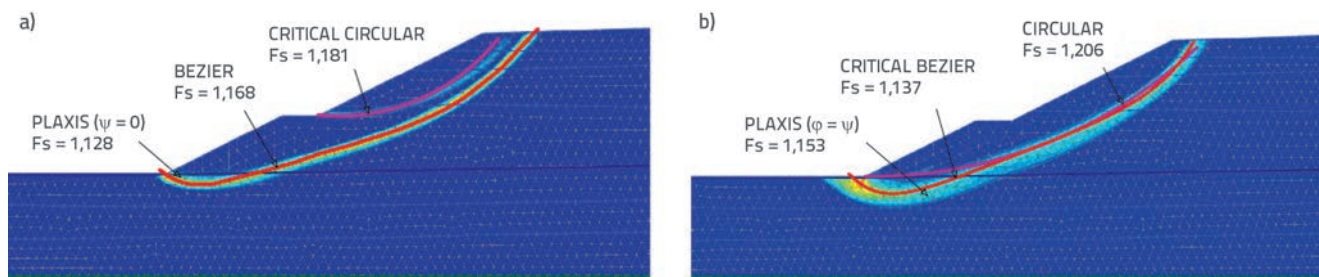 a)
CRITICAL CIRCULAR
Fs = 1,181
BEZIER
Fs = 1,168
PLAXIS (ψ = 0)
Fs = 1,128
b)
CIRCULAR
Fs = 1,206
CRITICAL BEZIER
Fs = 1,137
PLAXIS (φ = ψ)
Fs = 1,153